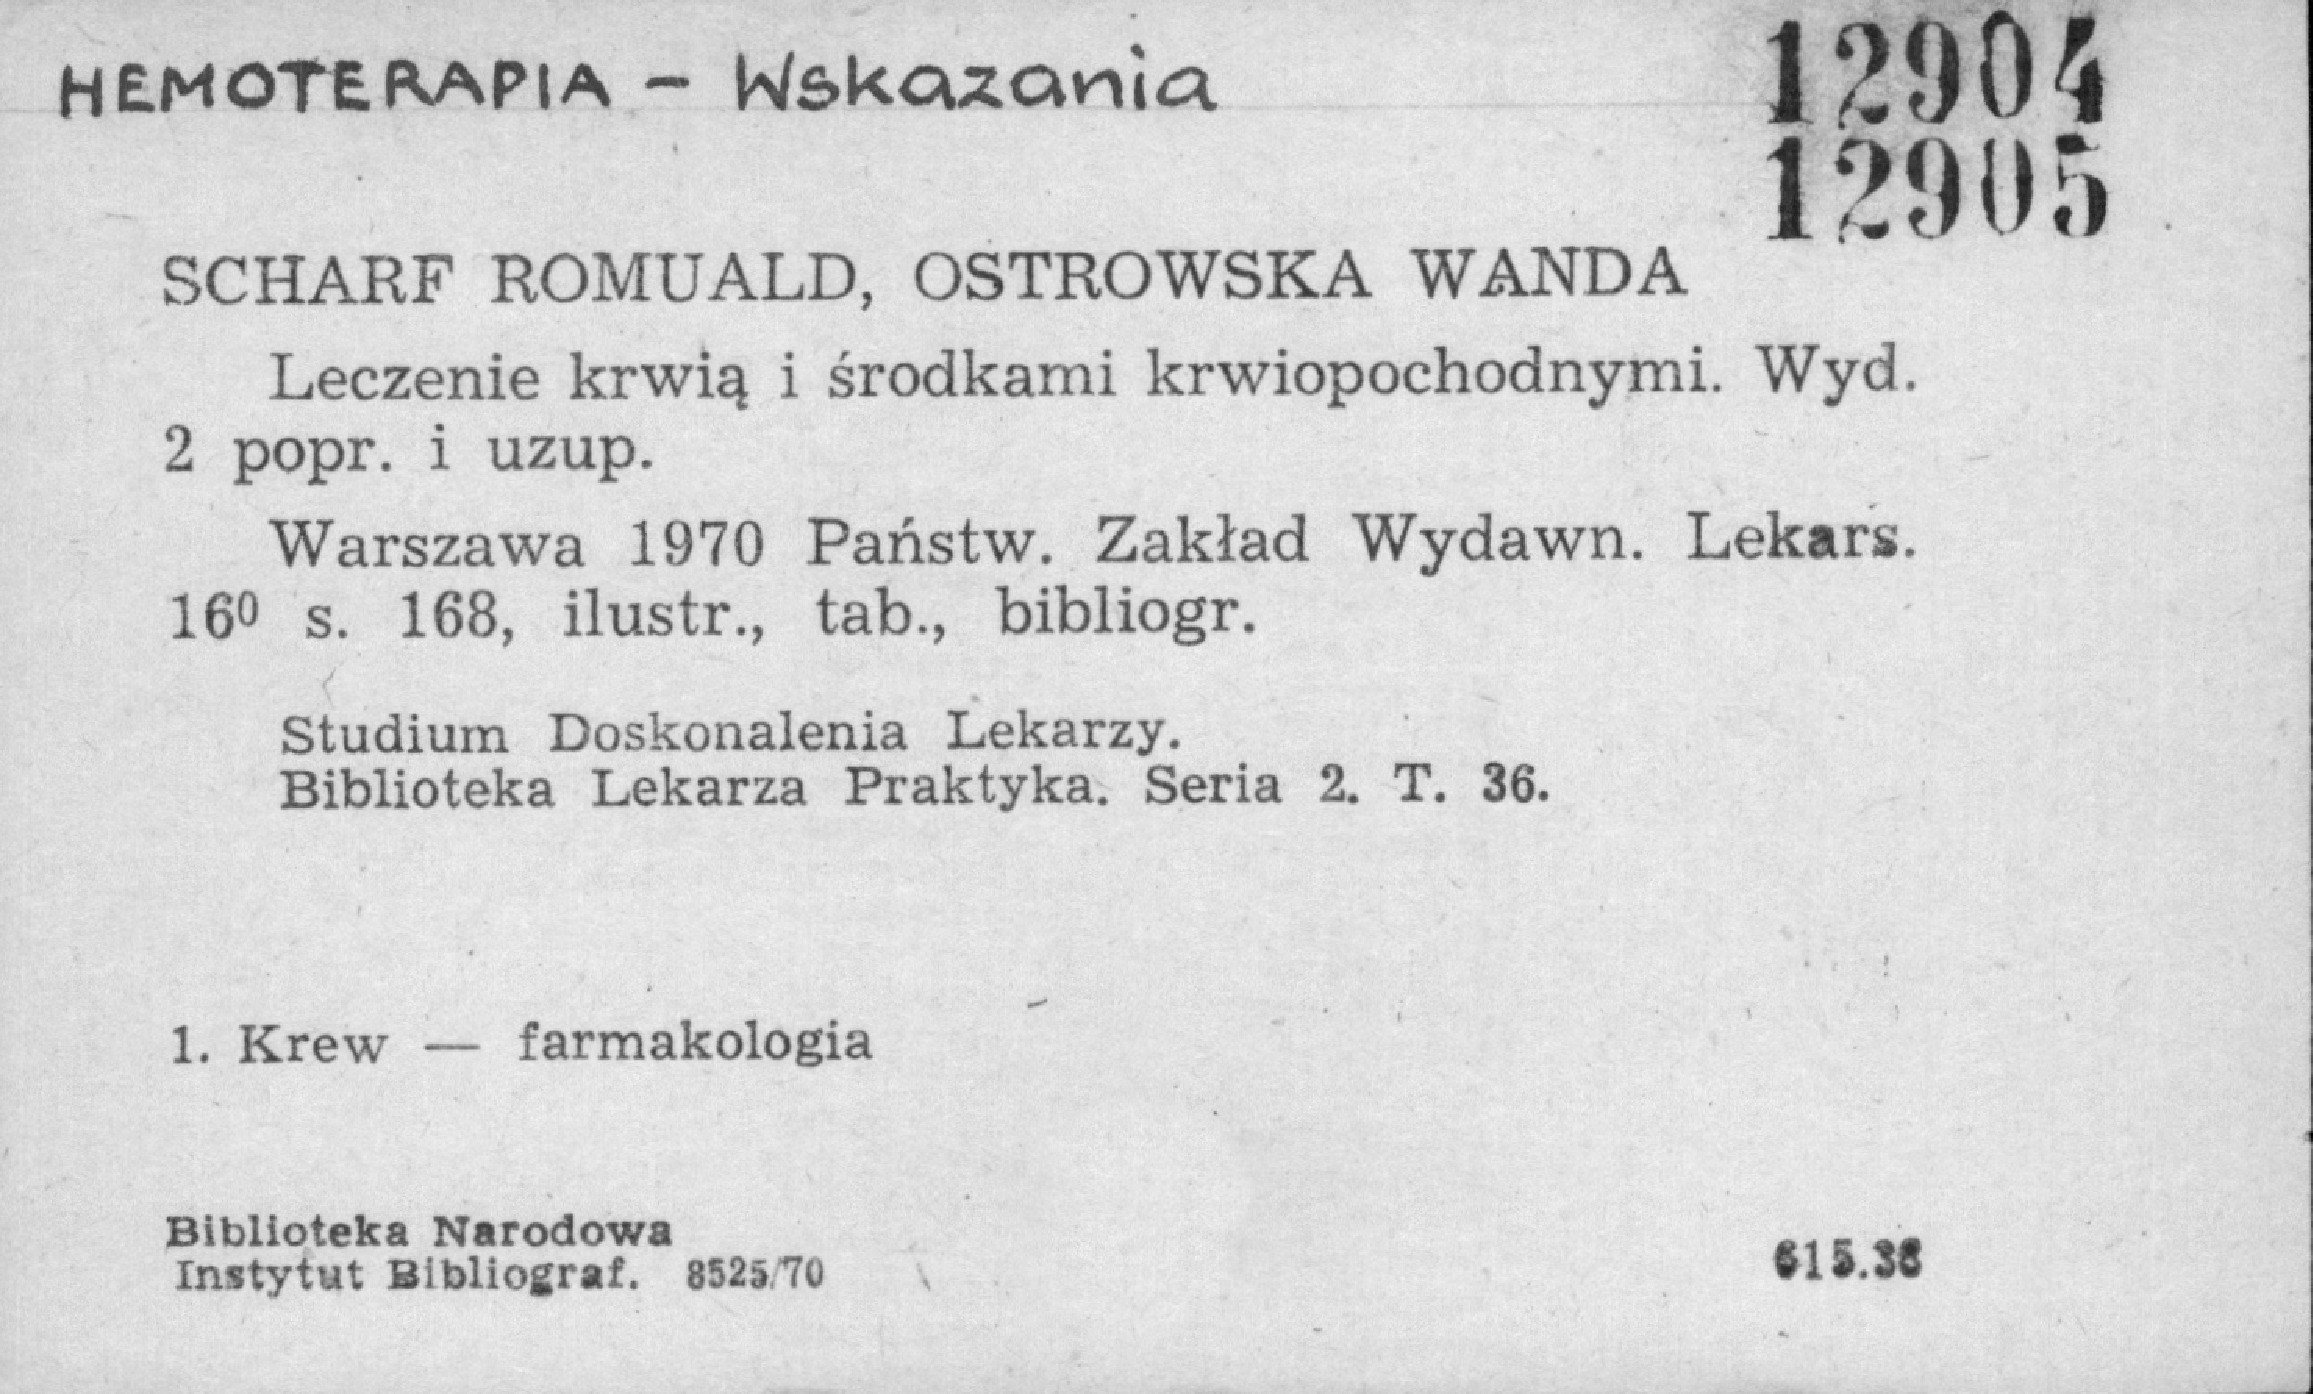 HEMOTERAPIA - Wskazania
12904
12905
SCHARF ROMUALD, OSTROWSKA WANDA
Leczenie krwią i środkami krwiopochodnymi. Wyd.
2 popr. i uzup.
Warszawa 1970 Państw. Zakład Wydawn. Lekars.
16⁰ s. 168, ilustr., tab., bibliogr.
Studium Doskonalenia Lekarzy.
Biblioteka Lekarza Praktyka. Seria 2. T. 36.
1. Krew — farmakologia
Biblioteka Narodowa
Instytut Bibliograf. 8525/70
615.38